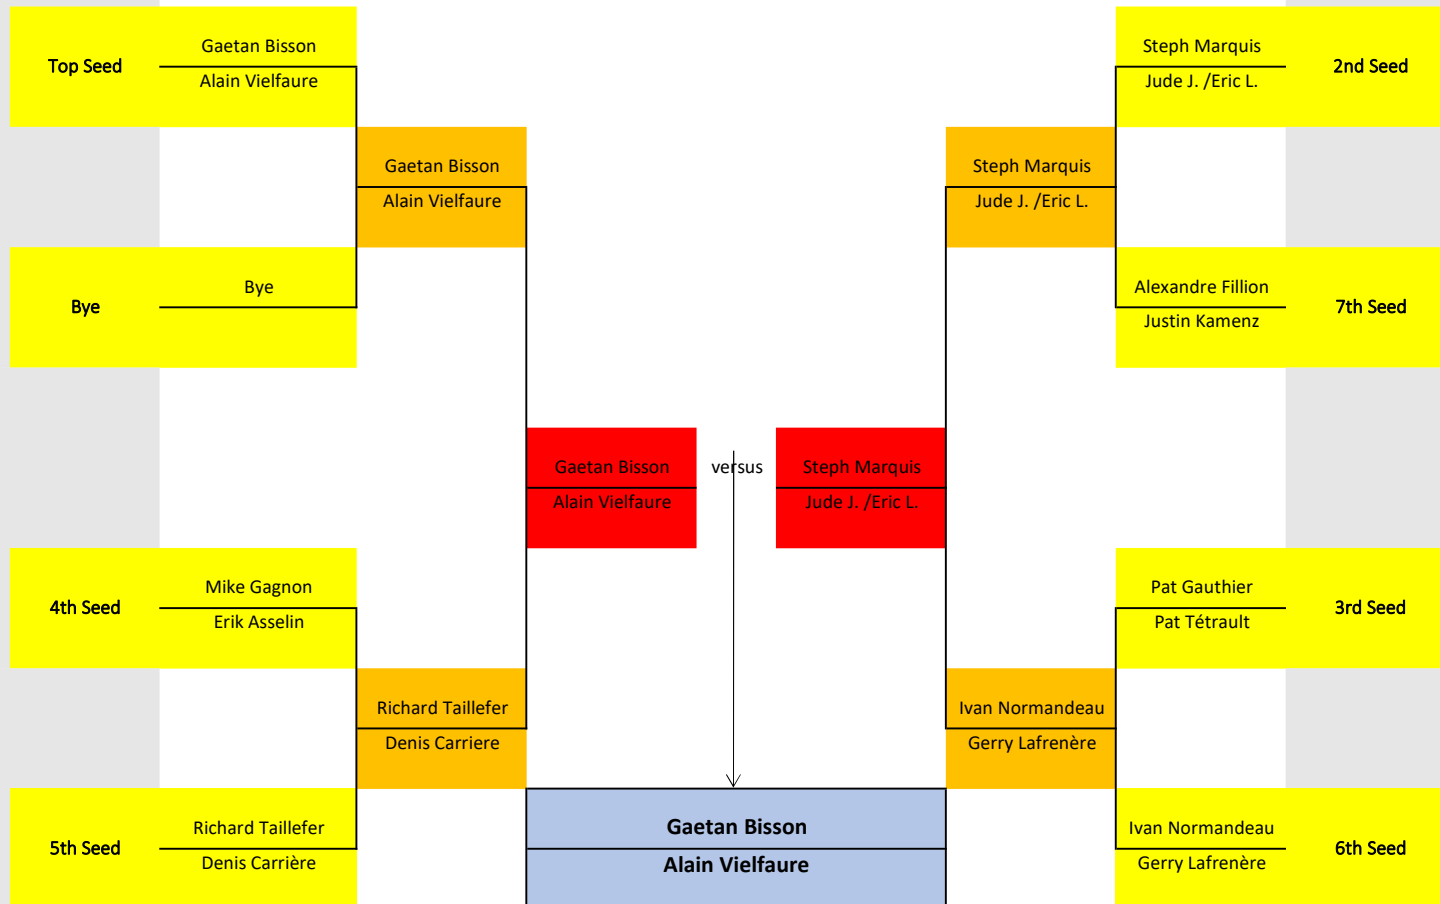 Gaetan Bisson
Top Seed
Alain Vielfaure
Steph Marquis
2nd Seed
Jude J. /Eric L.
Gaetan Bisson
Alain Vielfaure
Steph Marquis
Jude J. /Eric L.
Bye
Bye
Alexandre Fillion
7th Seed
Justin Kamenz
Gaetan Bisson
Alain Vielfaure
versus
Steph Marquis
Jude J. /Eric L.
Mike Gagnon
4th Seed
Erik Asselin
Pat Gauthier
3rd Seed
Pat Tétrault
Richard Taillefer
Denis Carriere
Ivan Normandeau
Gerry Lafrenère
Richard Taillefer
5th Seed
Denis Carrière
Gaetan Bisson
Alain Vielfaure
Ivan Normandeau
6th Seed
Gerry Lafrenère